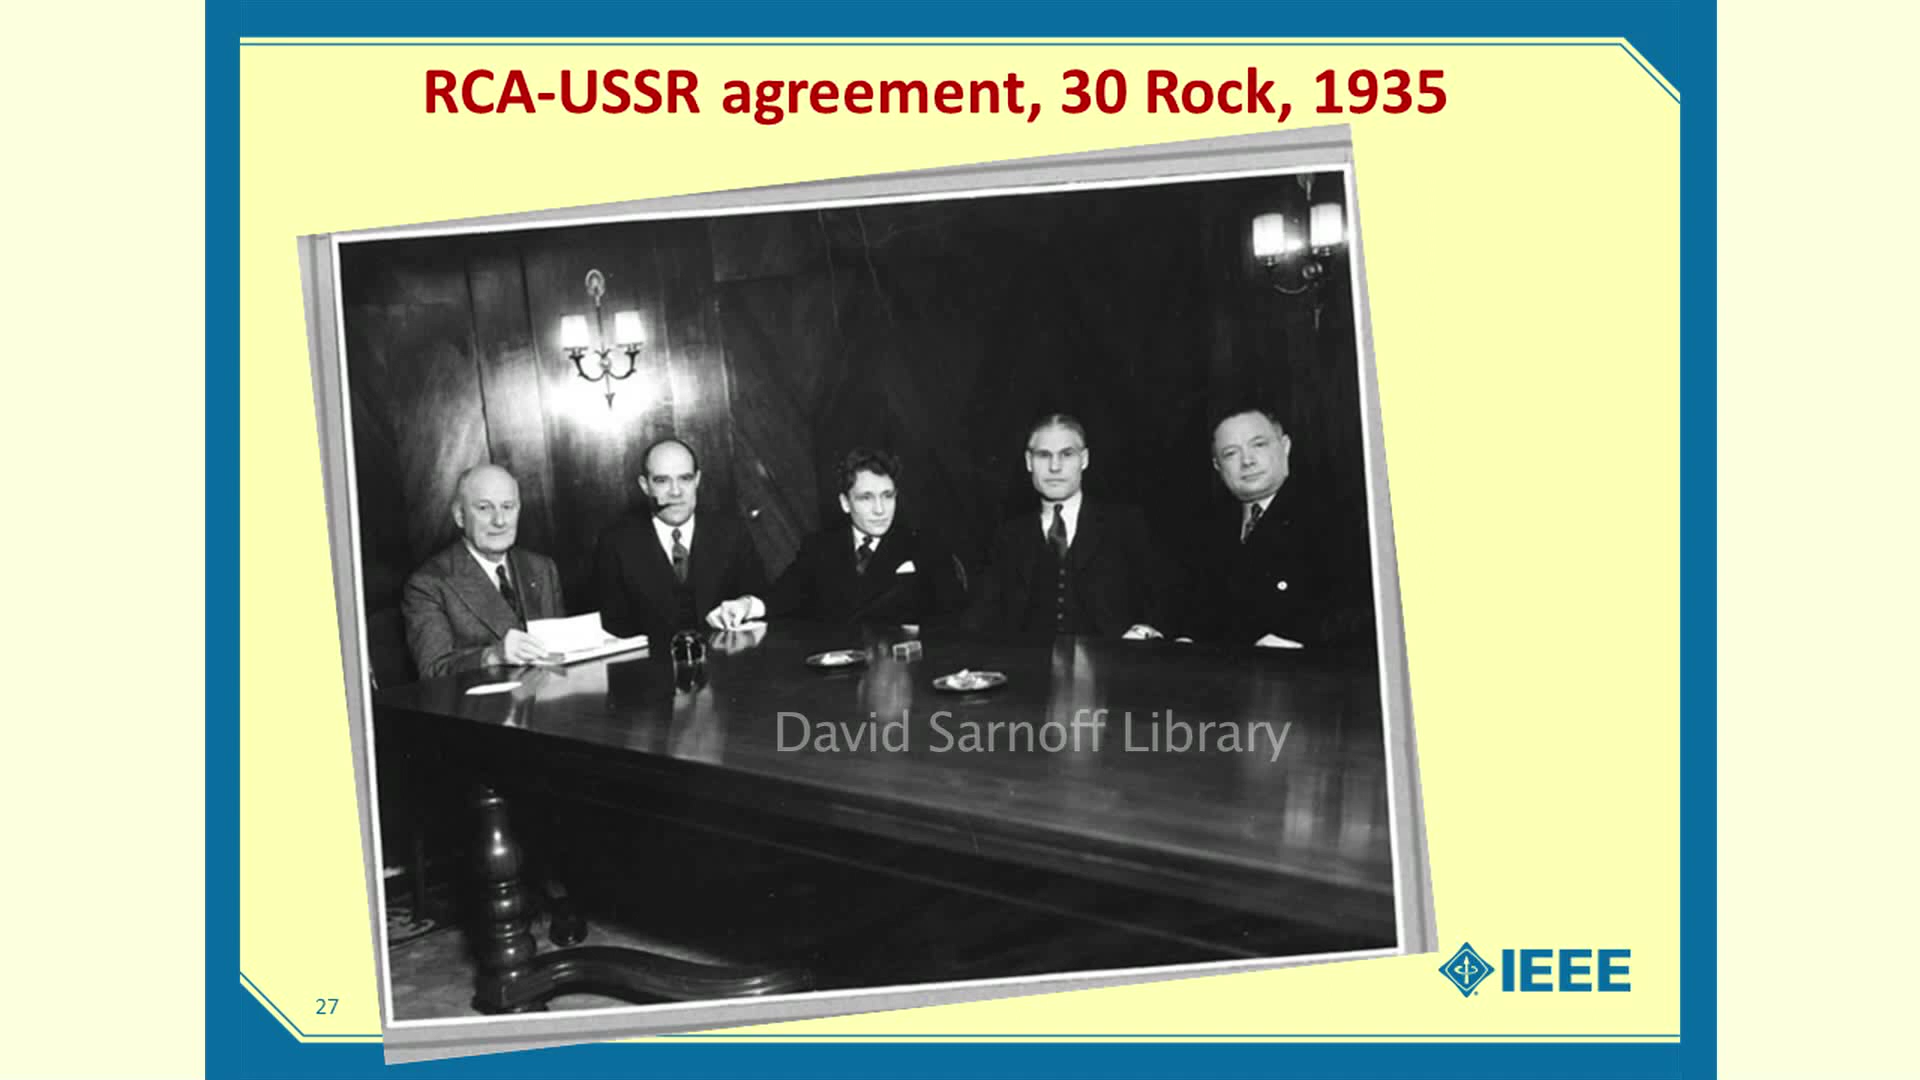 RCA-USSR agreement, 30 Rock, 1935
David Sarnoff Library
IEEE
27